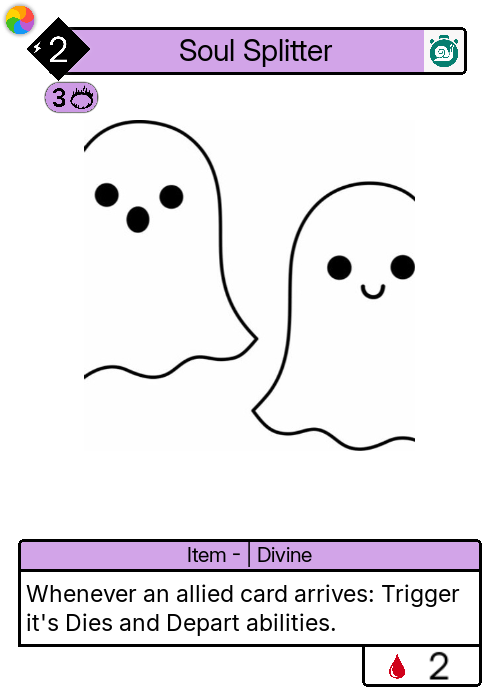 2
Soul Splitter
3
Item - | Divine
Whenever an allied card arrives: Trigger
it's Dies and Depart abilities.
2